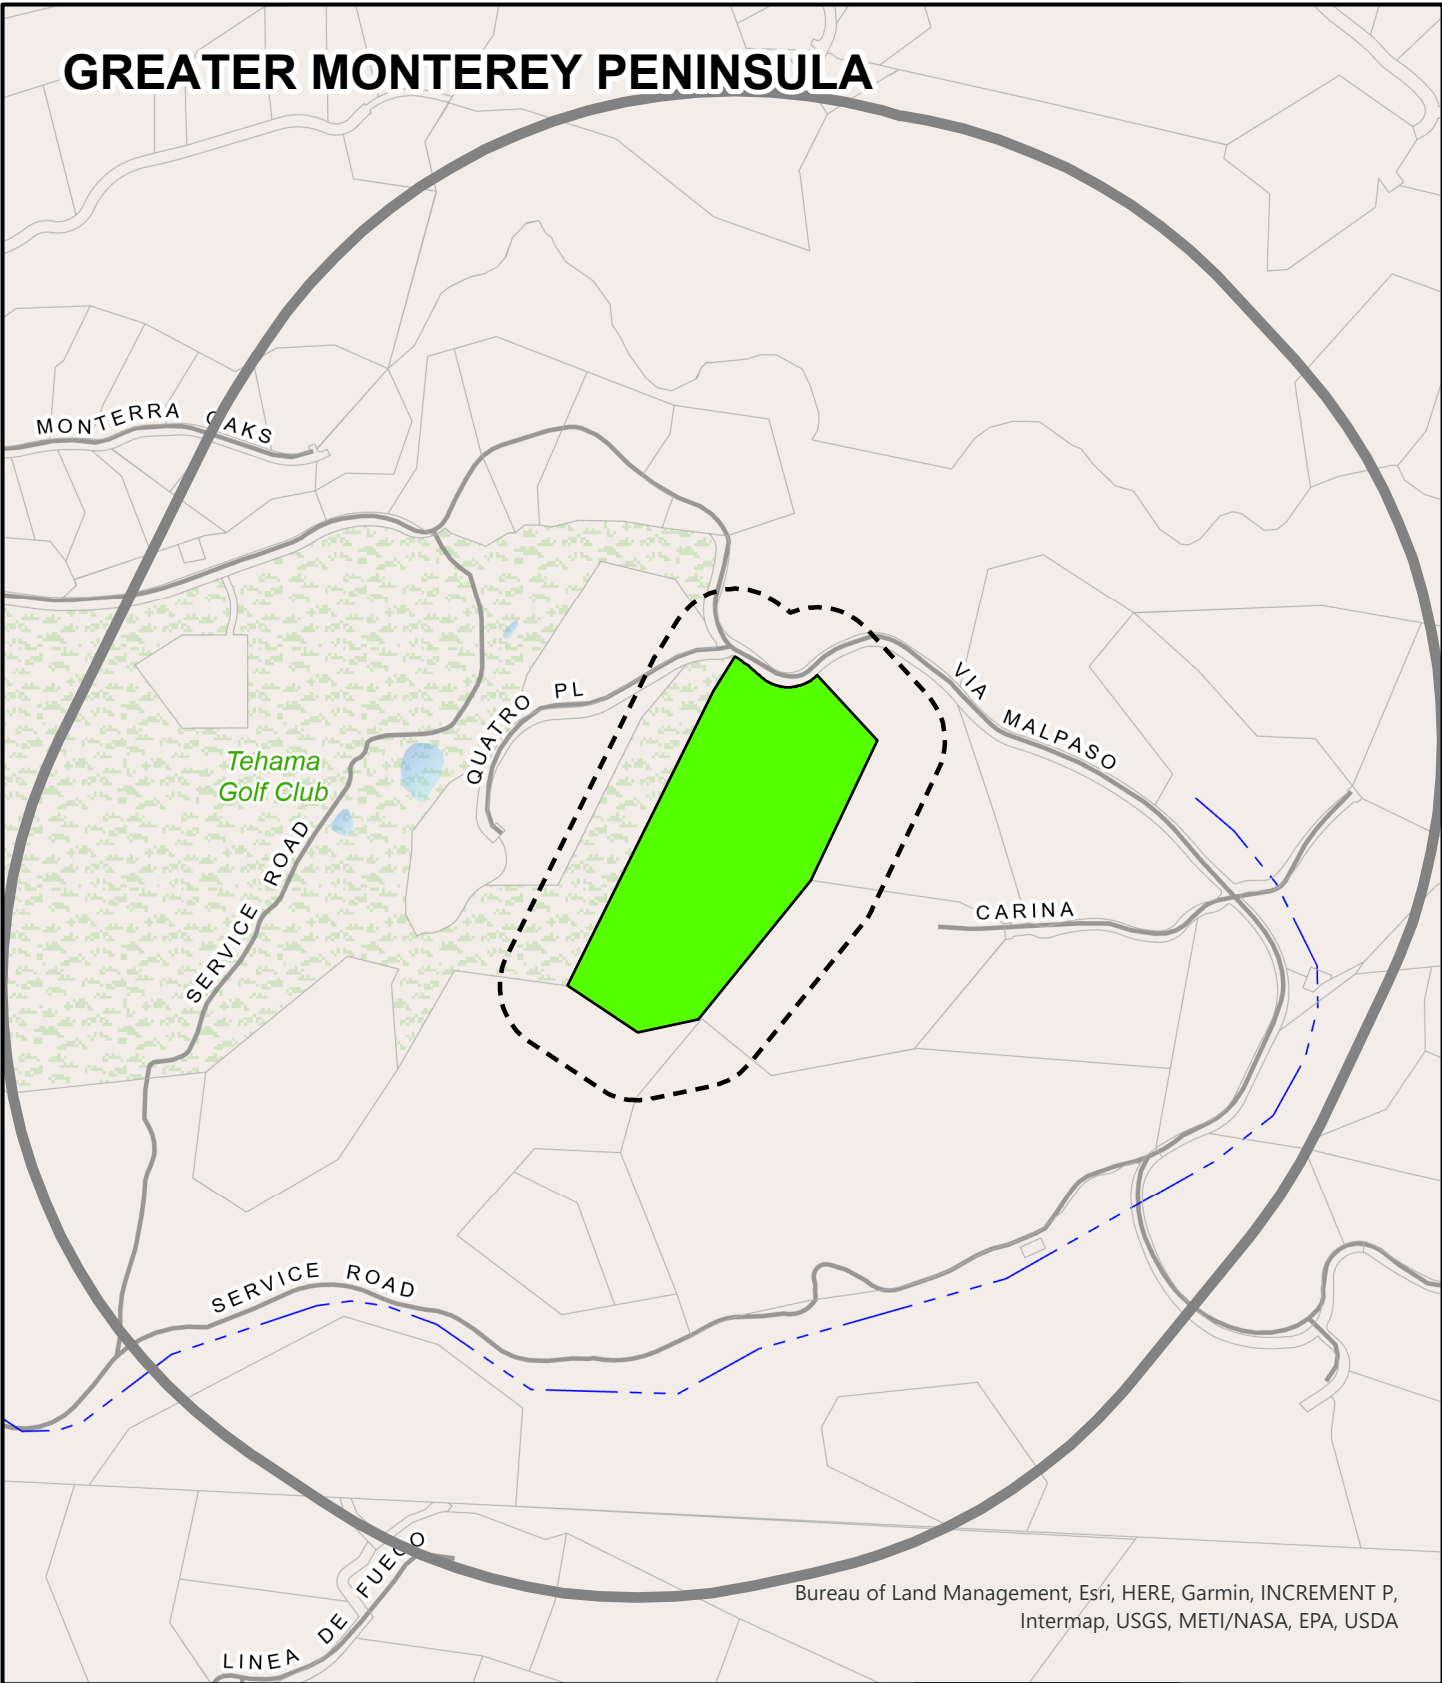 GREATER MONTEREY PENINSULA
MONTERRA OAKS
QUATRO PL
VIA MALPASO
Tehama
Golf Club
SERVICE ROAD
CARINA
SERVICE ROAD
LINEA DE FUEGO
Bureau of Land Management, Esri, HERE, Garmin, INCREMENT P,
Intermap, USGS, METI/NASA, EPA, USDA